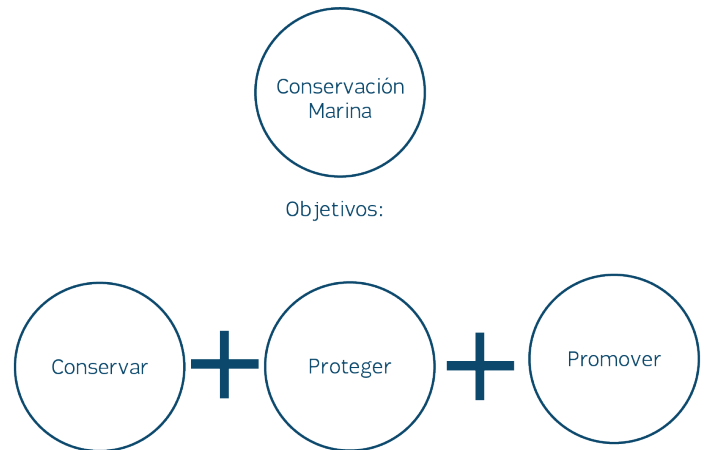 Conservación
Marina
Objetivos:
Conservar
Proteger
Promover